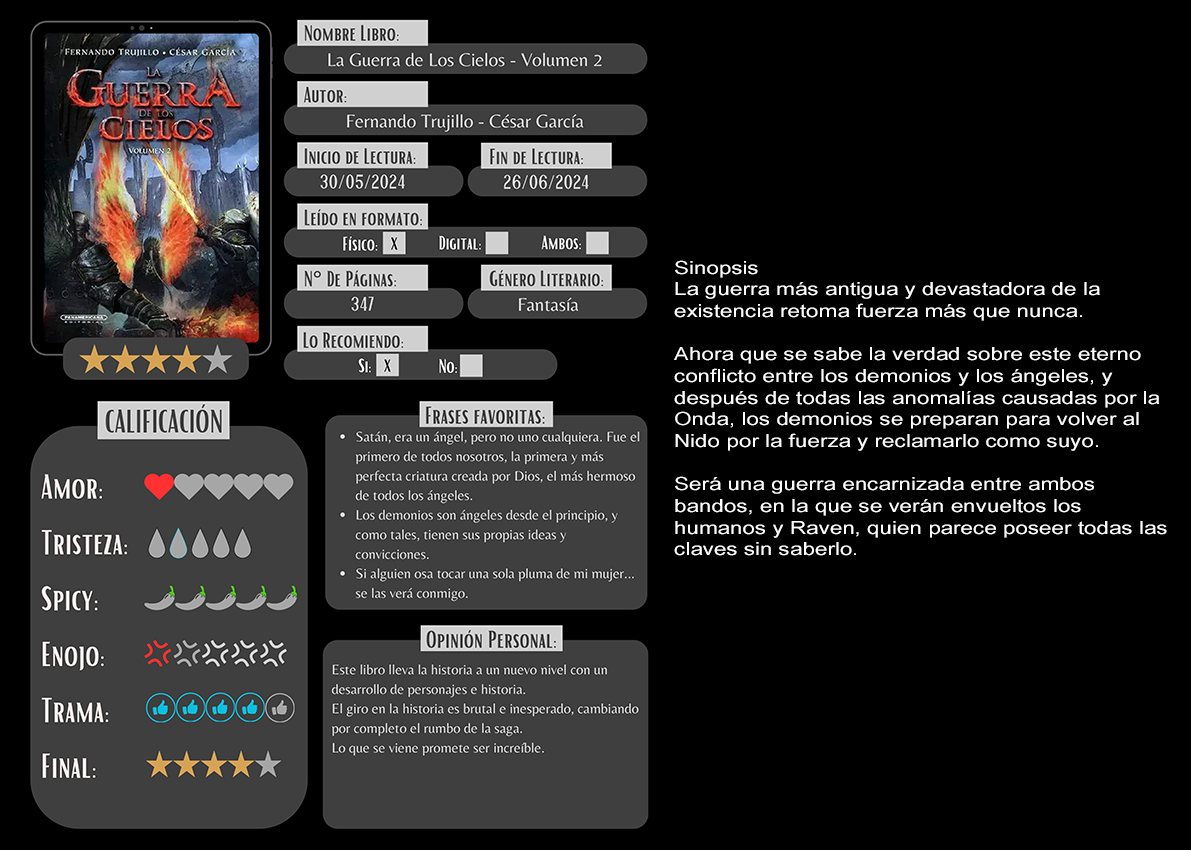 FERNANDO TRUJILLO • CÉSAR GARCÍA
LA
GUERRA
DE LOS
CIELOS
VOLUMEN 2
PANAMERICANA
EDITORIAL
NOMBRE LIBRO:
La Guerra de Los Cielos - Volumen 2
AUTOR:
Fernando Trujillo - César García
INICIO DE LECTURA:
FIN DE LECTURA:
30/05/2024
26/06/2024
LEÍDO EN FORMATO:
FÍSICO: X DIGITAL: AMBOS:
N° DE PÁGINAS:
GÉNERO LITERARIO:
347
Fantasía
LO RECOMIENDO:
SI: X NO:
CALIFICACIÓN
AMOR:
TRISTEZA:
SPICY:
ENOJO:
TRAMA:
FINAL:
FRASES FAVORITAS:
• Satán, era un ángel, pero no uno cualquiera. Fue el
primero de todos nosotros, la primera y más
perfecta criatura creada por Dios, el más hermoso
de todos los ángeles.
• Los demonios son ángeles desde el principio, y
como tales, tienen sus propias ideas y
convicciones.
• Si alguien osa tocar una sola pluma de mi mujer...
se las verá conmigo.
OPINIÓN PERSONAL:
Este libro lleva la historia a un nuevo nivel con un
desarrollo de personajes e historia.
El giro en la historia es brutal e inesperado, cambiando
por completo el rumbo de la saga.
Lo que se viene promete ser increíble.
Sinopsis
La guerra más antigua y devastadora de la
existencia retoma fuerza más que nunca.
Ahora que se sabe la verdad sobre este eterno
conflicto entre los demonios y los ángeles, y
después de todas las anomalías causadas por la
Onda, los demonios se preparan para volver al
Nido por la fuerza y reclamarlo como suyo.
Será una guerra encarnizada entre ambos
bandos, en la que se verán envueltos los
humanos y Raven, quien parece poseer todas las
claves sin saberlo.